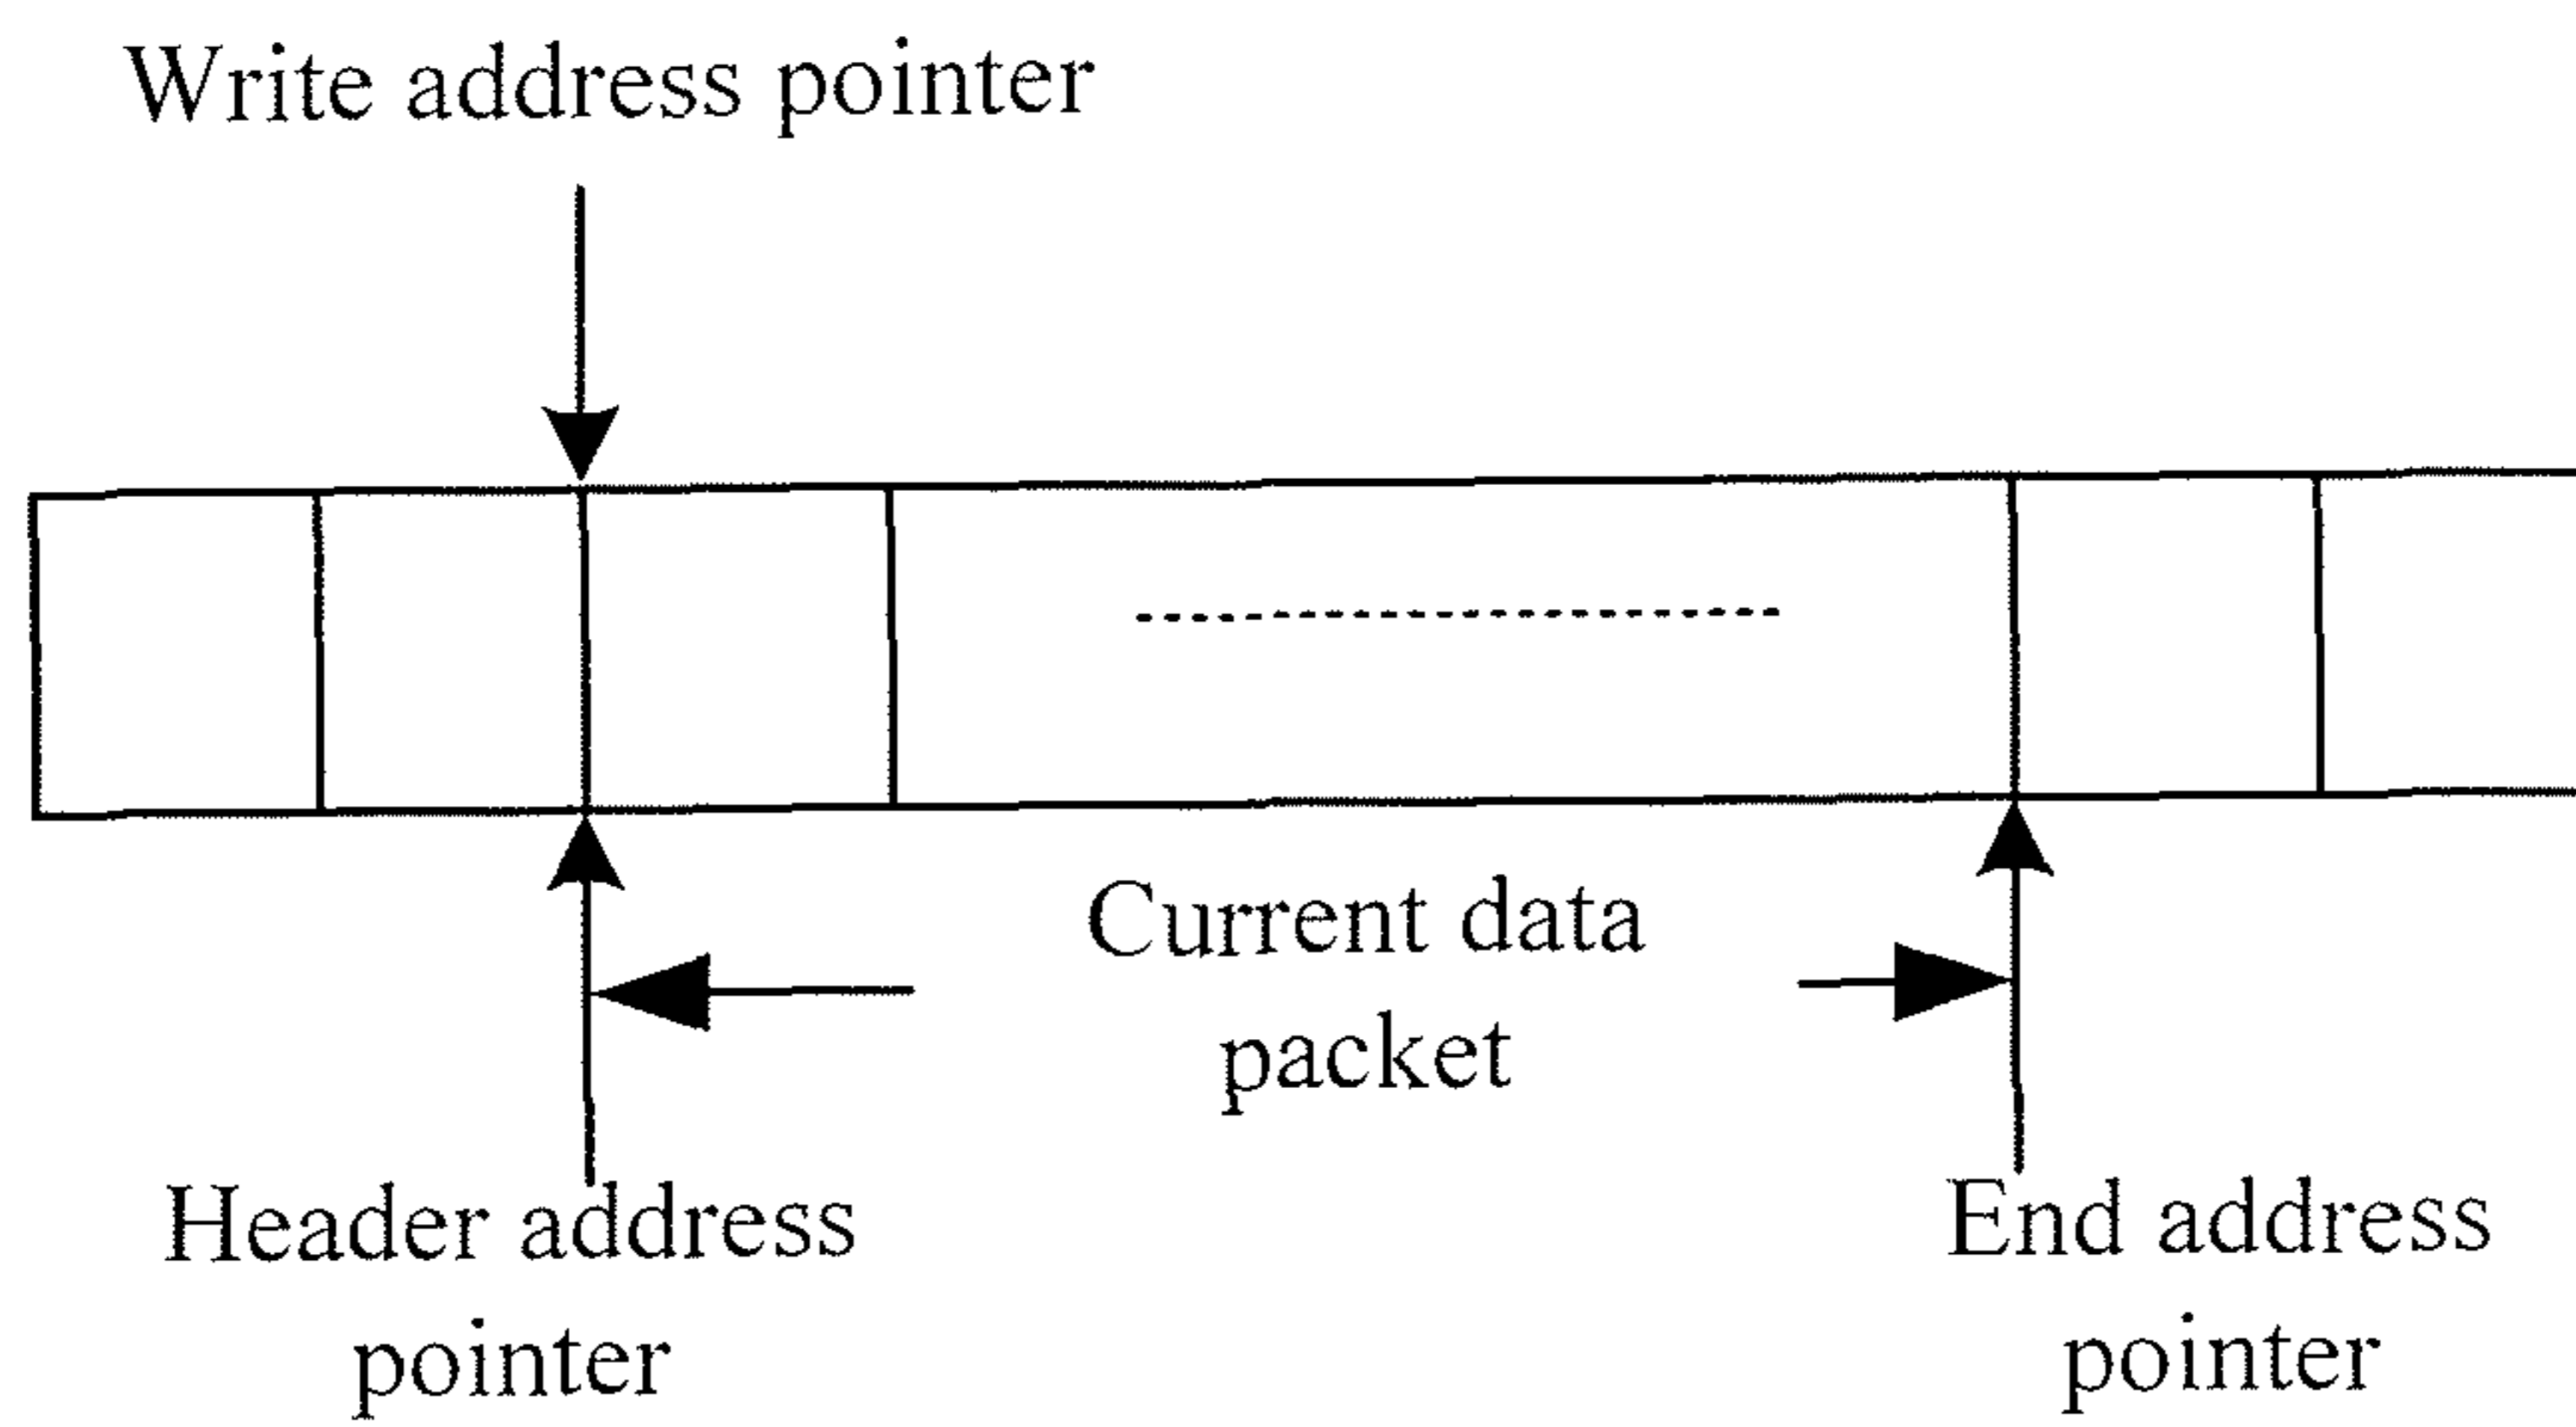 Write address pointer
Current data
packet
Header address
pointer
End address
pointer